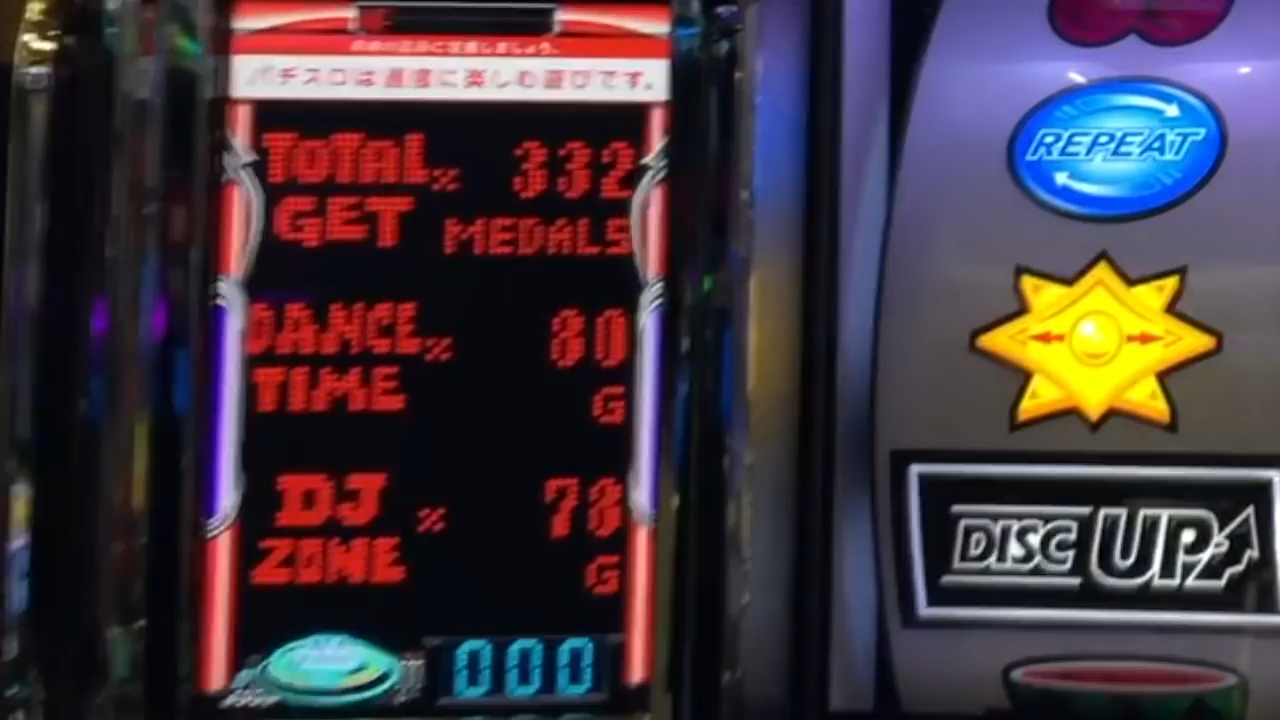 パチスロは適度に楽しむ遊びです。
TOTAL 332
GET MEDALS
DANCE 80
TIME G
DJ 78
ZONE G
000
REPEAT
DISC UP